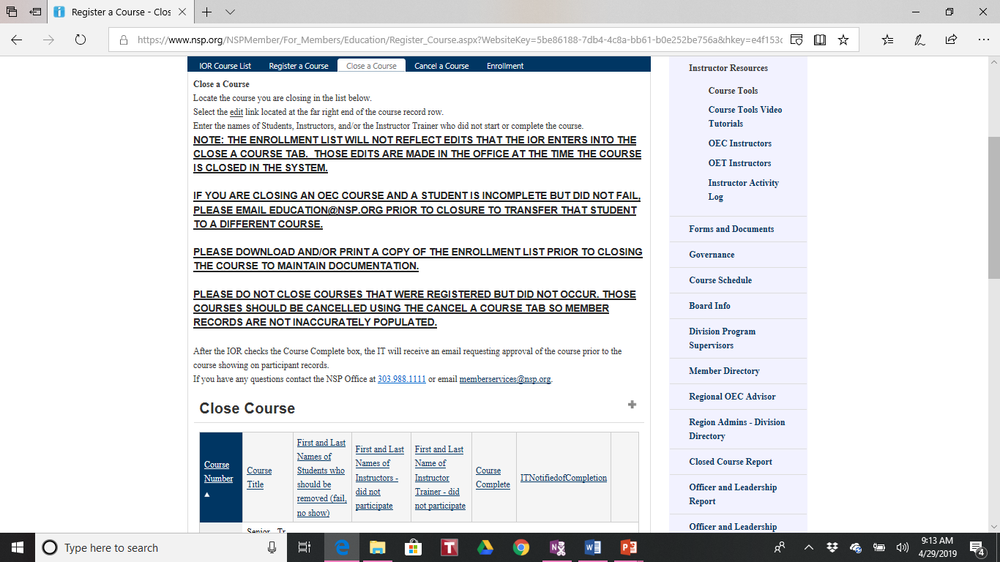 Register a Course - Clos
https://www.nsp.org/NSPMember/For_Members/Education/Register_Course.aspx?WebsiteKey=5be86188-7db4-4c8a-bb61-b0e252be756a&hkey=e4f153c
IOR Course List Register a Course Close a Course Cancel a Course Enrollment
Close a Course
Locate the course you are closing in the list below.
Select the edit link located at the far right end of the course record row.
Enter the names of Students, Instructors, and/or the Instructor Trainer who did not start or complete the course.
NOTE: THE ENROLLMENT LIST WILL NOT REFLECT EDITS THAT THE IOR ENTERS INTO THE
CLOSE A COURSE TAB. THOSE EDITS ARE MADE IN THE OFFICE AT THE TIME THE COURSE
IS CLOSED IN THE SYSTEM.
IF YOU ARE CLOSING AN OEC COURSE AND A STUDENT IS INCOMPLETE BUT DID NOT FAIL,
PLEASE EMAIL EDUCATION@NSP.ORG PRIOR TO CLOSURE TO TRANSFER THAT STUDENT
TO A DIFFERENT COURSE.
PLEASE DOWNLOAD AND/OR PRINT A COPY OF THE ENROLLMENT LIST PRIOR TO CLOSING
THE COURSE TO MAINTAIN DOCUMENTATION.
PLEASE DO NOT CLOSE COURSES THAT WERE REGISTERED BUT DID NOT OCCUR. THOSE
COURSES SHOULD BE CANCELLED USING THE CANCEL A COURSE TAB SO MEMBER
RECORDS ARE NOT INACCURATELY POPULATED.
After the IOR checks the Course Complete box, the IT will receive an email requesting approval of the course prior to the
course showing on participant records.
If you have any questions contact the NSP Office at 303.988.1111 or email memberservices@nsp.org.
Close Course
Course
Number
Course
Title
First and Last
Names of
Students who
should be
removed (fail,
no show)
First and Last
Names of
Instructors -
did not
participate
First and Last
Name of
Instructor
Trainer - did
not participate
Course
Complete
ITNotifiedofCompletion
Senior - Tr
Instructor Resources
Course Tools
Course Tools Video
Tutorials
OEC Instructors
OET Instructors
Instructor Activity
Log
Forms and Documents
Governance
Course Schedule
Board Info
Division Program
Supervisors
Member Directory
Regional OEC Advisor
Region Admins - Division
Directory
Closed Course Report
Officer and Leadership
Report
Officer and Leadership
Type here to search
9:13 AM
4/29/2019
4